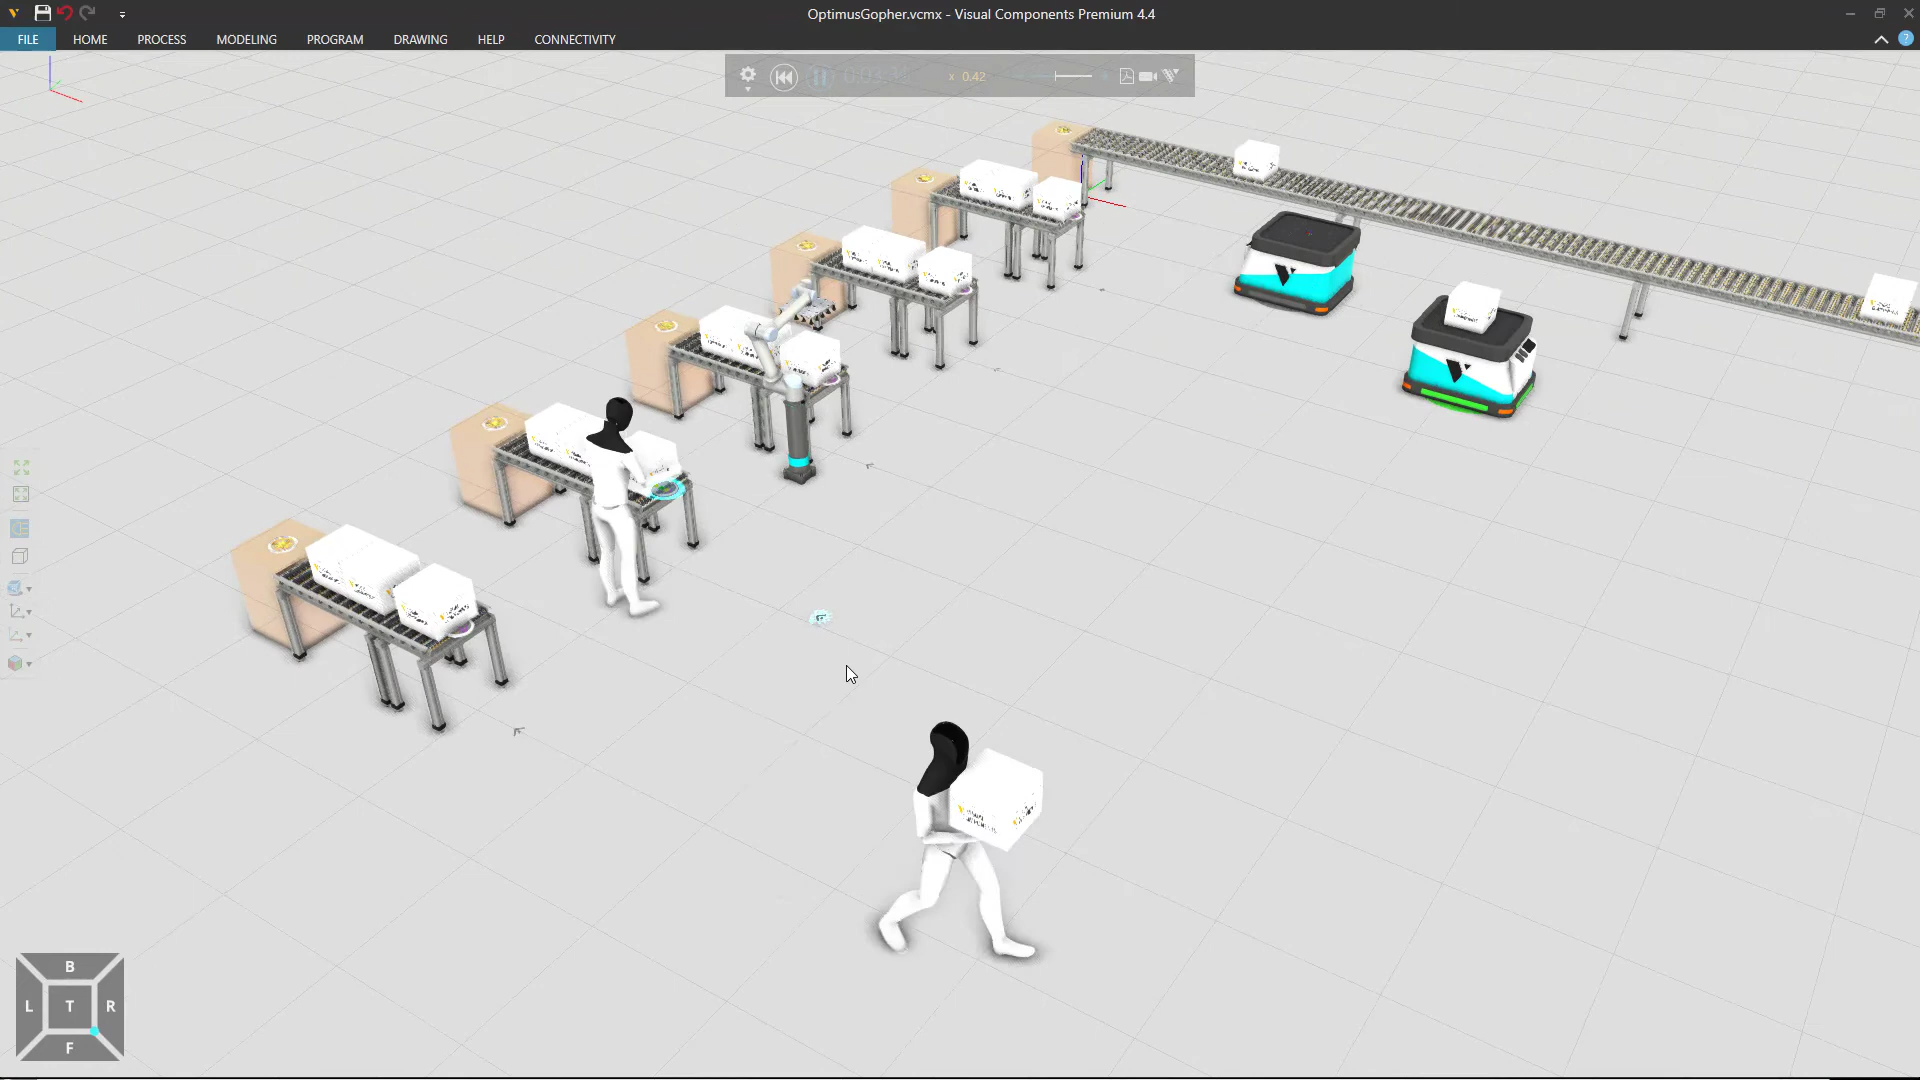 OptimusGopher.vcmx - Visual Components Premium 4.4
FILE HOME PROCESS MODELING PROGRAM DRAWING HELP CONNECTIVITY
x 0.42
B
L T R
F